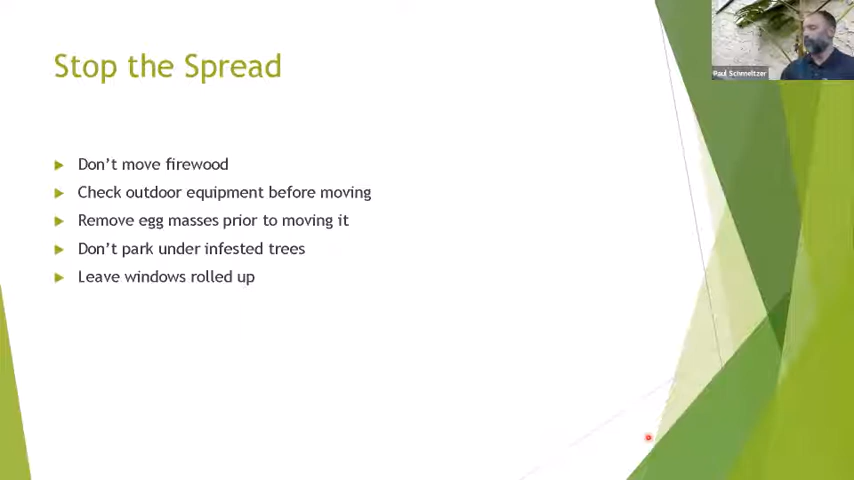 Stop the Spread
Paul Schmeltzer
Don't move firewood
Check outdoor equipment before moving
Remove egg masses prior to moving it
Don't park under infested trees
Leave windows rolled up